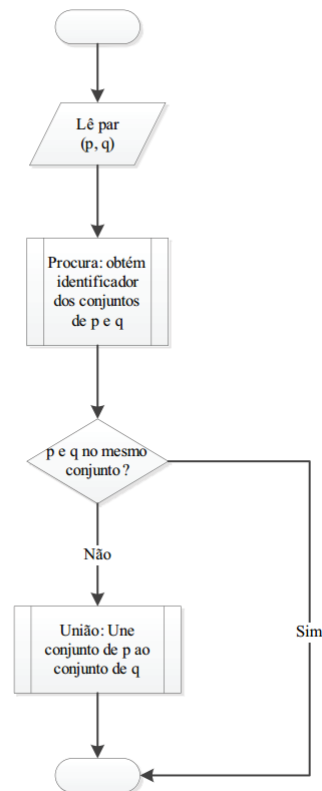 Lê par
(p, q)
Procura: obtém
identificador
dos conjuntos
de p e q
p e q no mesmo
conjunto ?
Não
Sim
União: Une
conjunto de p ao
conjunto de q